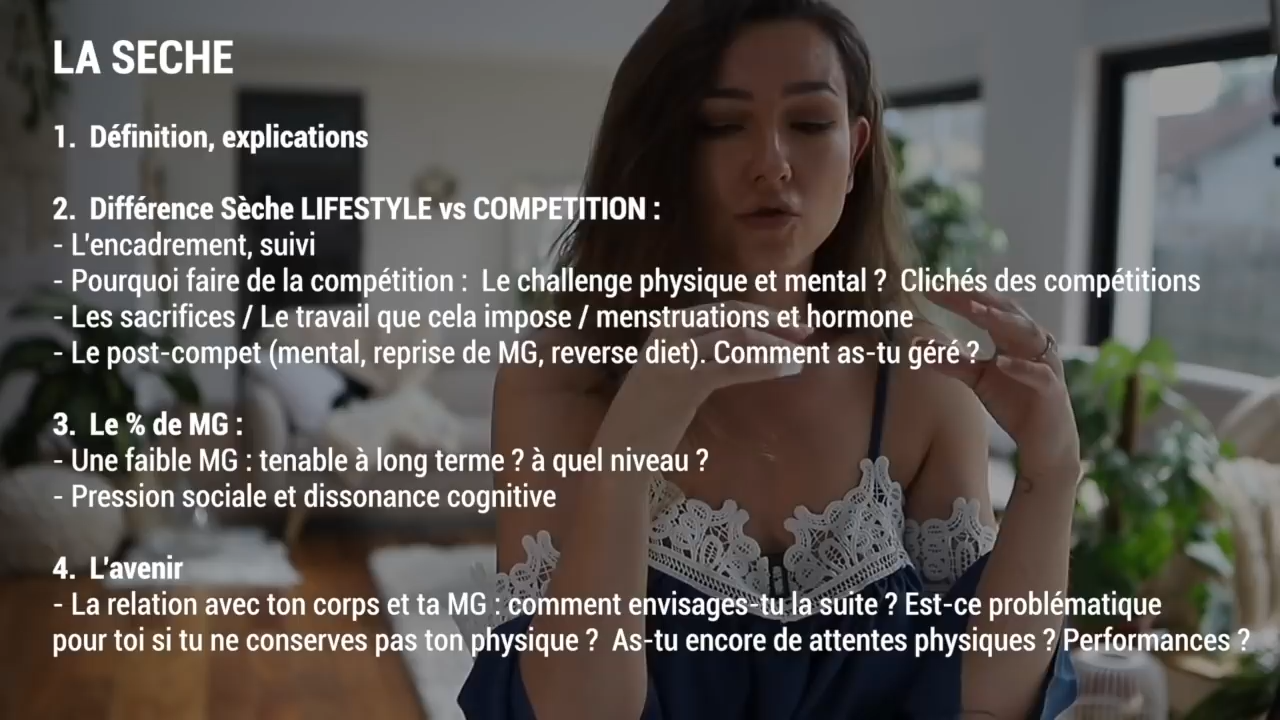 LA SECHE
1. Définition, explications
2. Différence Sèche LIFESTYLE vs COMPETITION :
- L'encadrement, suivi
- Pourquoi faire de la compétition : Le challenge physique et mental ? Clichés des compétitions
- Les sacrifices / Le travail que cela impose / menstruations et hormone
- Le post-compet (mental, reprise de MG, reverse diet). Comment as-tu géré ?
3. Le % de MG :
- Une faible MG : tenable à long terme ? à quel niveau ?
- Pression sociale et dissonance cognitive
4. L'avenir
- La relation avec ton corps et ta MG : comment envisages-tu la suite ? Est-ce problématique
pour toi si tu ne conserves pas ton physique ? As-tu encore de attentes physiques ? Performances ?